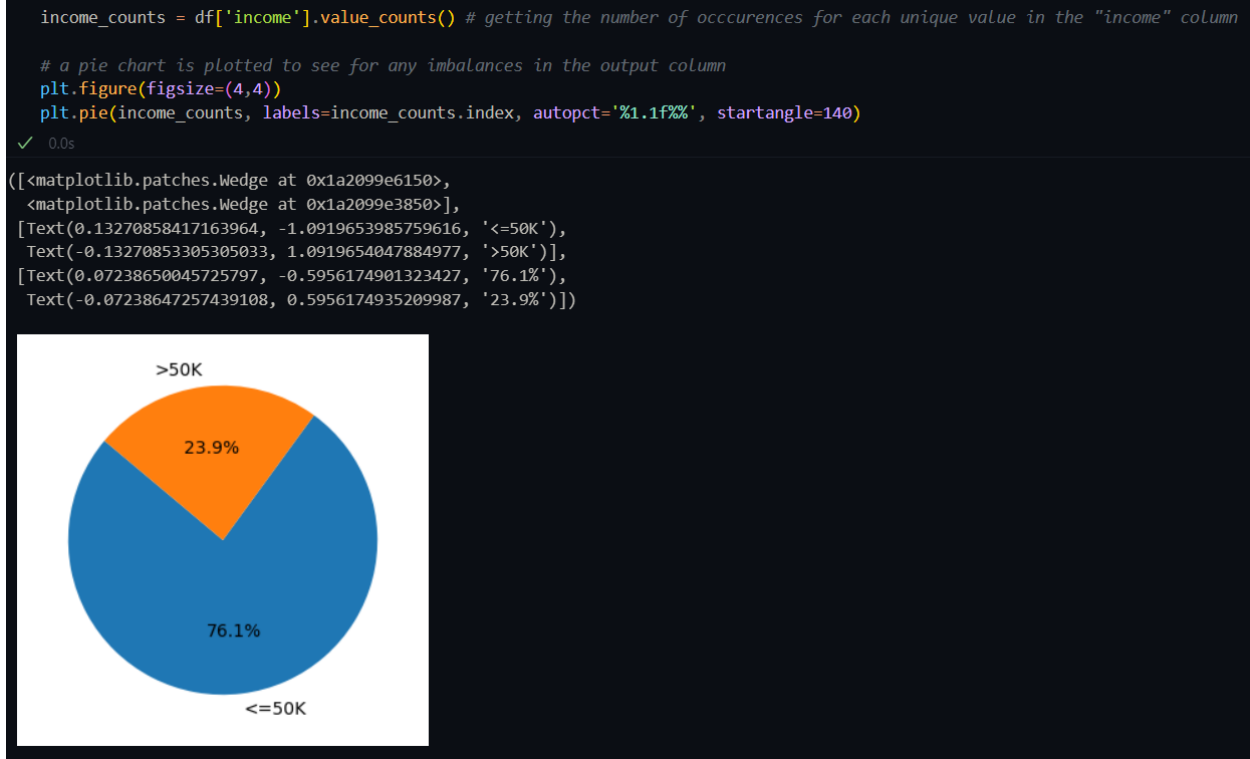 income_counts = df['income'].value_counts() # getting the number of occcurences for each unique value in the "income" column
# a pie chart is plotted to see for any imbalances in the output column
plt.figure(figsize=(4,4))
plt.pie(income_counts, labels=income_counts.index, autopct='%1.1f%%', startangle=140)
✓ 0.0s
([<matplotlib.patches.Wedge at 0x1a2099e6150>,
<matplotlib.patches.Wedge at 0x1a2099e3850>],
[Text(0.13270858417163964, -1.0919653985759616, '<=50K'),
Text(-0.13270853305305033, 1.0919654047884977, '>50K')],
[Text(0.07238650045725797, -0.5956174901323427, '76.1%'),
Text(-0.07238647257439108, 0.5956174935209987, '23.9%')])
>50K
23.9%
76.1%
<=50K